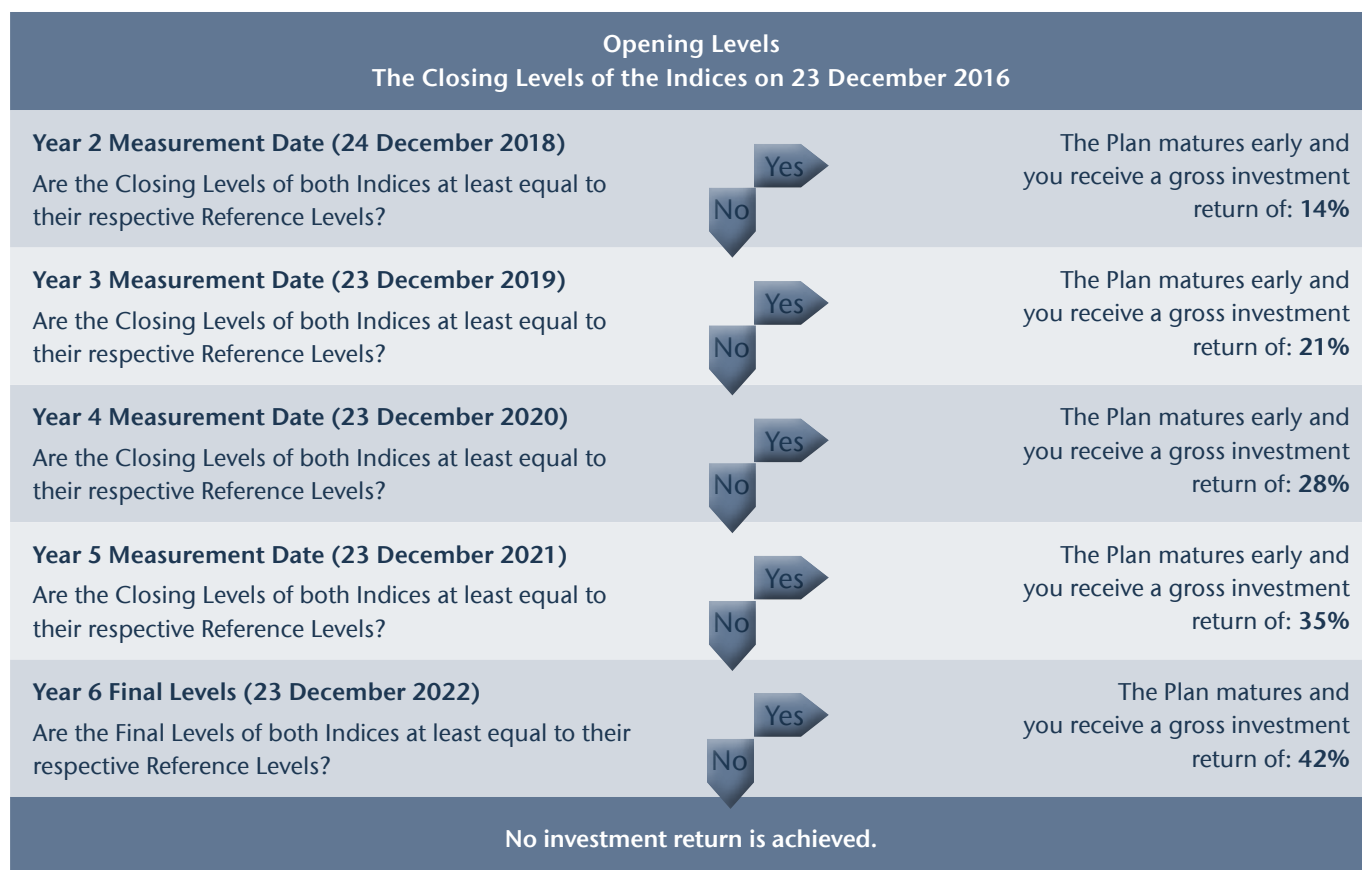 Opening Levels
The Closing Levels of the Indices on 23 December 2016
Year 2 Measurement Date (24 December 2018)
Are the Closing Levels of both Indices at least equal to
their respective Reference Levels?
Yes
No
The Plan matures early and
you receive a gross investment
return of: 14%
Year 3 Measurement Date (23 December 2019)
Are the Closing Levels of both Indices at least equal to
their respective Reference Levels?
Yes
No
The Plan matures early and
you receive a gross investment
return of: 21%
Year 4 Measurement Date (23 December 2020)
Are the Closing Levels of both Indices at least equal to
their respective Reference Levels?
Yes
No
The Plan matures early and
you receive a gross investment
return of: 28%
Year 5 Measurement Date (23 December 2021)
Are the Closing Levels of both Indices at least equal to
their respective Reference Levels?
Yes
No
The Plan matures early and
you receive a gross investment
return of: 35%
Year 6 Final Levels (23 December 2022)
Are the Final Levels of both Indices at least equal to their
respective Reference Levels?
Yes
No
The Plan matures and
you receive a gross investment
return of: 42%
No investment return is achieved.